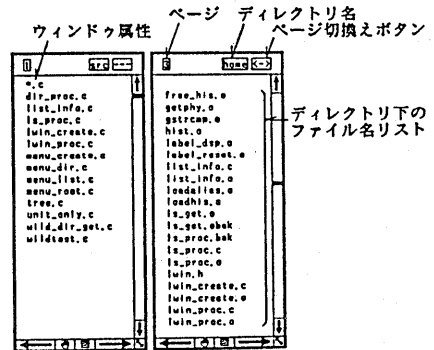 ページ
ディレクトリ名
ウィンドゥ属性
ページ切換えボタン
1
src
---
*.c
dir_proc.c
list_info.c
ls_proc.c
lwin_create.c
lwin_proc.c
menu_create.c
menu_dir.c
menu_list.c
menu_root.c
tree.c
unit_only.c
wild_dir_get.c
wildtest.c
3
home
<->
free_his.o
getphy.o
gstrcmp.o
hist.o
label_dsp.o
label_reset.o
list_info.c
list_info.o
loadalias.o
loadhis.o
ls_get.o
ls_get.obak
ls_proc.bak
ls_proc.c
ls_proc.o
lwin.h
lwin_create.c
lwin_create.o
lwin_proc.c
lwin_proc.o
ディレクトリ下の
ファイル名リスト